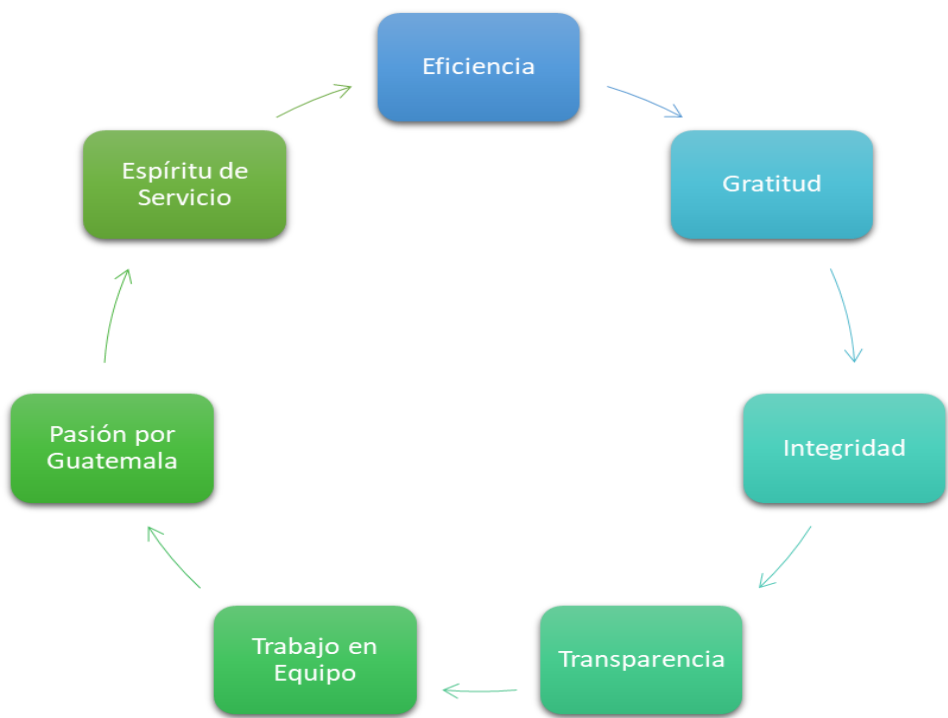 Eficiencia
Gratitud
Integridad
Transparencia
Trabajo en
Equipo
Pasión por
Guatemala
Espíritu de
Servicio